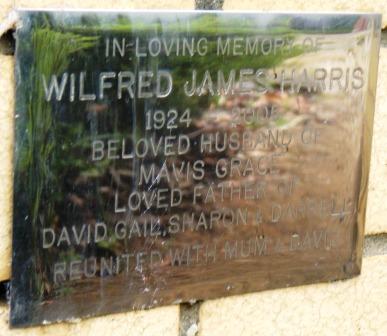 IN LOVING MEMORY OF
WILFRED JAMES HARRIS
1924
BELOVED HUSBAND OF
MAVIS GRACE
LOVED FATHER OF
DAVID, GAIL, SHARON &
REUNITED WITH MUM & DAVID